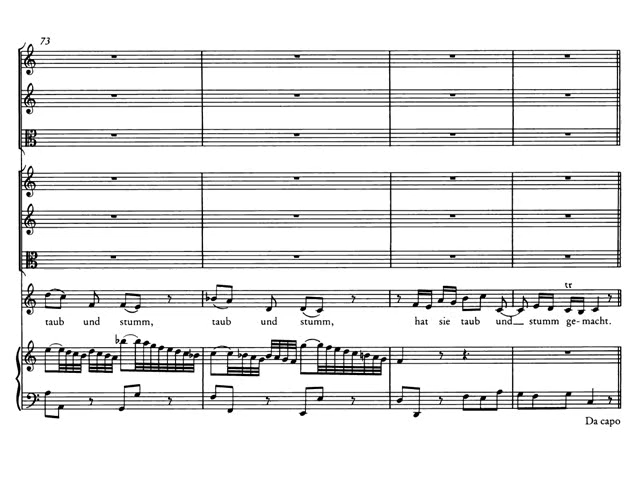 73
tr
taub und stumm, taub und stumm, hat sie taub und stumm ge-macht.
Da capo